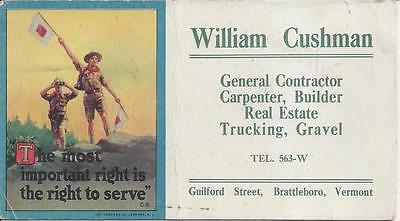 "The most
important right is
the right to serve"
William Cushman
General Contractor
Carpenter, Builder
Real Estate
Trucking, Gravel
TEL. 563-W
Guilford Street, Brattleboro, Vermont